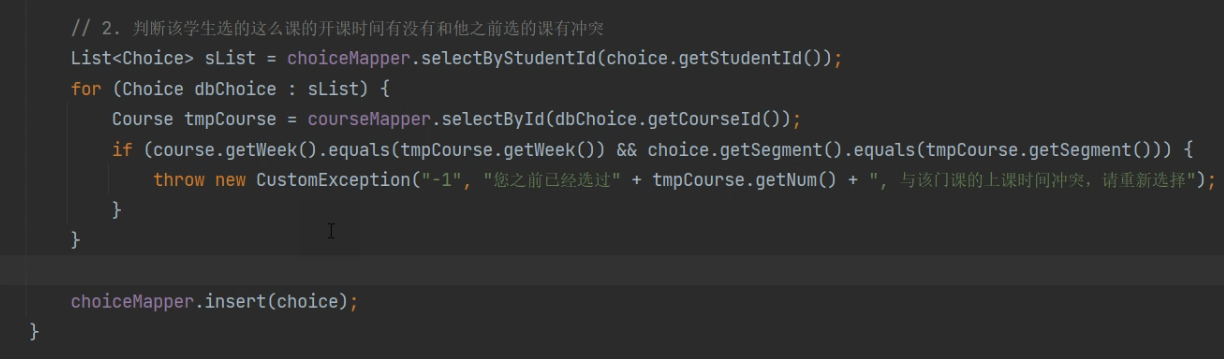 // 2. 判断该学生选的这么课的开课时间有没有和他之前选的课有冲突
List<Choice> sList = choiceMapper.selectByStudentId(choice.getStudentId());
for (Choice dbChoice : sList) {
Course tmpCourse = courseMapper.selectById(dbChoice.getCourseId());
if (course.getWeek().equals(tmpCourse.getWeek()) && choice.getSegment().equals(tmpCourse.getSegment())) {
throw new CustomException("-1", "您之前已经选过" + tmpCourse.getNum() + ", 与该门课的上课时间冲突，请重新选择");
}
}
choiceMapper.insert(choice);
}